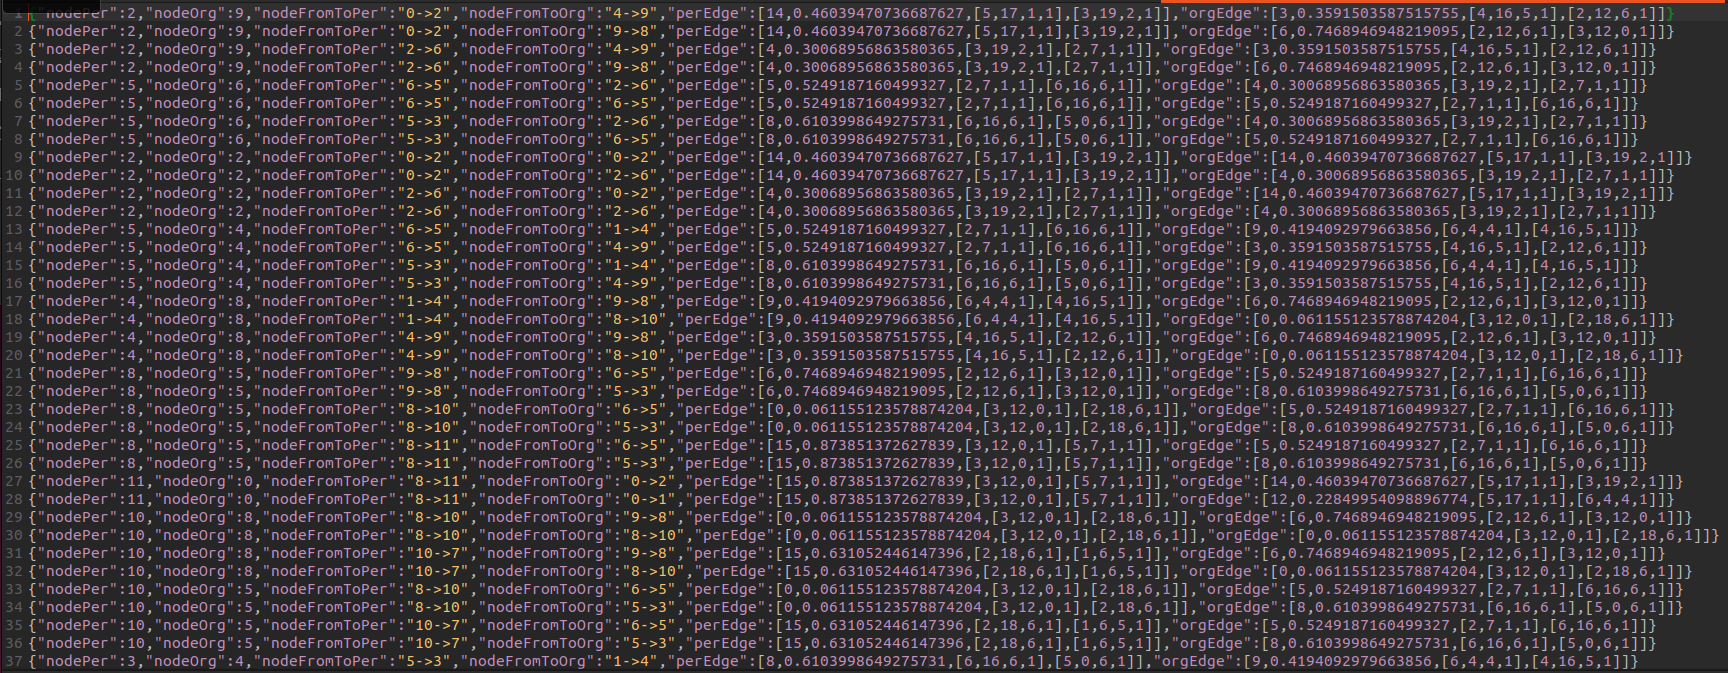 1 {"nodePer":2,"nodeOrg":9,"nodeFromToPer":"0->2","nodeFromToOrg":"4->9","perEdge":[14,0.46039470736687627,[5,17,1,1],[3,19,2,1]],"orgEdge":[3,0.3591503587515755,[4,16,5,1],[2,12,6,1]]}
2 {"nodePer":2,"nodeOrg":9,"nodeFromToPer":"0->2","nodeFromToOrg":"9->8","perEdge":[14,0.46039470736687627,[5,17,1,1],[3,19,2,1]],"orgEdge":[6,0.7468946948219095,[2,12,6,1],[3,12,0,1]]}
3 {"nodePer":2,"nodeOrg":9,"nodeFromToPer":"2->6","nodeFromToOrg":"4->9","perEdge":[4,0.30068956863580365,[3,19,2,1],[2,7,1,1]],"orgEdge":[3,0.3591503587515755,[4,16,5,1],[2,12,6,1]]}
4 {"nodePer":2,"nodeOrg":9,"nodeFromToPer":"2->6","nodeFromToOrg":"9->8","perEdge":[4,0.30068956863580365,[3,19,2,1],[2,7,1,1]],"orgEdge":[6,0.7468946948219095,[2,12,6,1],[3,12,0,1]]}
5 {"nodePer":5,"nodeOrg":6,"nodeFromToPer":"6->5","nodeFromToOrg":"2->6","perEdge":[5,0.5249187160499327,[2,7,1,1],[6,16,6,1]],"orgEdge":[4,0.30068956863580365,[3,19,2,1],[2,7,1,1]]}
6 {"nodePer":5,"nodeOrg":6,"nodeFromToPer":"6->5","nodeFromToOrg":"6->5","perEdge":[5,0.5249187160499327,[2,7,1,1],[6,16,6,1]],"orgEdge":[5,0.5249187160499327,[2,7,1,1],[6,16,6,1]]}
7 {"nodePer":5,"nodeOrg":6,"nodeFromToPer":"5->3","nodeFromToOrg":"2->6","perEdge":[8,0.6103998649275731,[6,16,6,1],[5,0,6,1]],"orgEdge":[4,0.30068956863580365,[3,19,2,1],[2,7,1,1]]}
8 {"nodePer":5,"nodeOrg":6,"nodeFromToPer":"5->3","nodeFromToOrg":"6->5","perEdge":[8,0.6103998649275731,[6,16,6,1],[5,0,6,1]],"orgEdge":[5,0.5249187160499327,[2,7,1,1],[6,16,6,1]]}
9 {"nodePer":2,"nodeOrg":2,"nodeFromToPer":"0->2","nodeFromToOrg":"0->2","perEdge":[14,0.46039470736687627,[5,17,1,1],[3,19,2,1]],"orgEdge":[14,0.46039470736687627,[5,17,1,1],[3,19,2,1]]}
10 {"nodePer":2,"nodeOrg":2,"nodeFromToPer":"0->2","nodeFromToOrg":"2->6","perEdge":[14,0.46039470736687627,[5,17,1,1],[3,19,2,1]],"orgEdge":[4,0.30068956863580365,[3,19,2,1],[2,7,1,1]]}
11 {"nodePer":2,"nodeOrg":2,"nodeFromToPer":"2->6","nodeFromToOrg":"0->2","perEdge":[4,0.30068956863580365,[3,19,2,1],[2,7,1,1]],"orgEdge":[14,0.46039470736687627,[5,17,1,1],[3,19,2,1]]}
12 {"nodePer":2,"nodeOrg":2,"nodeFromToPer":"2->6","nodeFromToOrg":"2->6","perEdge":[4,0.30068956863580365,[3,19,2,1],[2,7,1,1]],"orgEdge":[4,0.30068956863580365,[3,19,2,1],[2,7,1,1]]}
13 {"nodePer":5,"nodeOrg":4,"nodeFromToPer":"6->5","nodeFromToOrg":"1->4","perEdge":[5,0.5249187160499327,[2,7,1,1],[6,16,6,1]],"orgEdge":[9,0.4194092979663856,[6,4,4,1],[4,16,5,1]]}
14 {"nodePer":5,"nodeOrg":4,"nodeFromToPer":"6->5","nodeFromToOrg":"4->9","perEdge":[5,0.5249187160499327,[2,7,1,1],[6,16,6,1]],"orgEdge":[3,0.3591503587515755,[4,16,5,1],[2,12,6,1]]}
15 {"nodePer":5,"nodeOrg":4,"nodeFromToPer":"5->3","nodeFromToOrg":"1->4","perEdge":[8,0.6103998649275731,[6,16,6,1],[5,0,6,1]],"orgEdge":[9,0.4194092979663856,[6,4,4,1],[4,16,5,1]]}
16 {"nodePer":5,"nodeOrg":4,"nodeFromToPer":"5->3","nodeFromToOrg":"4->9","perEdge":[8,0.6103998649275731,[6,16,6,1],[5,0,6,1]],"orgEdge":[3,0.3591503587515755,[4,16,5,1],[2,12,6,1]]}
17 {"nodePer":4,"nodeOrg":8,"nodeFromToPer":"1->4","nodeFromToOrg":"9->8","perEdge":[9,0.4194092979663856,[6,4,4,1],[4,16,5,1]],"orgEdge":[6,0.7468946948219095,[2,12,6,1],[3,12,0,1]]}
18 {"nodePer":4,"nodeOrg":8,"nodeFromToPer":"1->4","nodeFromToOrg":"8->10","perEdge":[9,0.4194092979663856,[6,4,4,1],[4,16,5,1]],"orgEdge":[0,0.061155123578874204,[3,12,0,1],[2,18,6,1]]}
19 {"nodePer":4,"nodeOrg":8,"nodeFromToPer":"4->9","nodeFromToOrg":"9->8","perEdge":[3,0.3591503587515755,[4,16,5,1],[2,12,6,1]],"orgEdge":[6,0.7468946948219095,[2,12,6,1],[3,12,0,1]]}
20 {"nodePer":4,"nodeOrg":8,"nodeFromToPer":"4->9","nodeFromToOrg":"8->10","perEdge":[3,0.3591503587515755,[4,16,5,1],[2,12,6,1]],"orgEdge":[0,0.061155123578874204,[3,12,0,1],[2,18,6,1]]}
21 {"nodePer":8,"nodeOrg":5,"nodeFromToPer":"9->8","nodeFromToOrg":"6->5","perEdge":[6,0.7468946948219095,[2,12,6,1],[3,12,0,1]],"orgEdge":[5,0.5249187160499327,[2,7,1,1],[6,16,6,1]]}
22 {"nodePer":8,"nodeOrg":5,"nodeFromToPer":"9->8","nodeFromToOrg":"5->3","perEdge":[6,0.7468946948219095,[2,12,6,1],[3,12,0,1]],"orgEdge":[8,0.6103998649275731,[6,16,6,1],[5,0,6,1]]}
23 {"nodePer":8,"nodeOrg":5,"nodeFromToPer":"8->10","nodeFromToOrg":"6->5","perEdge":[0,0.061155123578874204,[3,12,0,1],[2,18,6,1]],"orgEdge":[5,0.5249187160499327,[2,7,1,1],[6,16,6,1]]}
24 {"nodePer":8,"nodeOrg":5,"nodeFromToPer":"8->10","nodeFromToOrg":"5->3","perEdge":[0,0.061155123578874204,[3,12,0,1],[2,18,6,1]],"orgEdge":[8,0.6103998649275731,[6,16,6,1],[5,0,6,1]]}
25 {"nodePer":8,"nodeOrg":5,"nodeFromToPer":"8->11","nodeFromToOrg":"6->5","perEdge":[15,0.873851372627839,[3,12,0,1],[5,7,1,1]],"orgEdge":[5,0.5249187160499327,[2,7,1,1],[6,16,6,1]]}
26 {"nodePer":8,"nodeOrg":5,"nodeFromToPer":"8->11","nodeFromToOrg":"5->3","perEdge":[15,0.873851372627839,[3,12,0,1],[5,7,1,1]],"orgEdge":[8,0.6103998649275731,[6,16,6,1],[5,0,6,1]]}
27 {"nodePer":11,"nodeOrg":0,"nodeFromToPer":"8->11","nodeFromToOrg":"0->2","perEdge":[15,0.873851372627839,[3,12,0,1],[5,7,1,1]],"orgEdge":[14,0.46039470736687627,[5,17,1,1],[3,19,2,1]]}
28 {"nodePer":11,"nodeOrg":0,"nodeFromToPer":"8->11","nodeFromToOrg":"0->1","perEdge":[15,0.873851372627839,[3,12,0,1],[5,7,1,1]],"orgEdge":[12,0.22849954098896774,[5,17,1,1],[6,4,4,1]]}
29 {"nodePer":10,"nodeOrg":8,"nodeFromToPer":"8->10","nodeFromToOrg":"9->8","perEdge":[0,0.061155123578874204,[3,12,0,1],[2,18,6,1]],"orgEdge":[6,0.7468946948219095,[2,12,6,1],[3,12,0,1]]}
30 {"nodePer":10,"nodeOrg":8,"nodeFromToPer":"8->10","nodeFromToOrg":"8->10","perEdge":[0,0.061155123578874204,[3,12,0,1],[2,18,6,1]],"orgEdge":[0,0.061155123578874204,[3,12,0,1],[2,18,6,1]]}
31 {"nodePer":10,"nodeOrg":8,"nodeFromToPer":"10->7","nodeFromToOrg":"9->8","perEdge":[15,0.631052446147396,[2,18,6,1],[1,6,5,1]],"orgEdge":[6,0.7468946948219095,[2,12,6,1],[3,12,0,1]]}
32 {"nodePer":10,"nodeOrg":8,"nodeFromToPer":"10->7","nodeFromToOrg":"8->10","perEdge":[15,0.631052446147396,[2,18,6,1],[1,6,5,1]],"orgEdge":[0,0.061155123578874204,[3,12,0,1],[2,18,6,1]]}
33 {"nodePer":10,"nodeOrg":5,"nodeFromToPer":"8->10","nodeFromToOrg":"6->5","perEdge":[0,0.061155123578874204,[3,12,0,1],[2,18,6,1]],"orgEdge":[5,0.5249187160499327,[2,7,1,1],[6,16,6,1]]}
34 {"nodePer":10,"nodeOrg":5,"nodeFromToPer":"8->10","nodeFromToOrg":"5->3","perEdge":[0,0.061155123578874204,[3,12,0,1],[2,18,6,1]],"orgEdge":[8,0.6103998649275731,[6,16,6,1],[5,0,6,1]]}
35 {"nodePer":10,"nodeOrg":5,"nodeFromToPer":"10->7","nodeFromToOrg":"6->5","perEdge":[15,0.631052446147396,[2,18,6,1],[1,6,5,1]],"orgEdge":[5,0.5249187160499327,[2,7,1,1],[6,16,6,1]]}
36 {"nodePer":10,"nodeOrg":5,"nodeFromToPer":"10->7","nodeFromToOrg":"5->3","perEdge":[15,0.631052446147396,[2,18,6,1],[1,6,5,1]],"orgEdge":[8,0.6103998649275731,[6,16,6,1],[5,0,6,1]]}
37 {"nodePer":3,"nodeOrg":4,"nodeFromToPer":"5->3","nodeFromToOrg":"1->4","perEdge":[8,0.6103998649275731,[6,16,6,1],[5,0,6,1]],"orgEdge":[9,0.4194092979663856,[6,4,4,1],[4,16,5,1]]}